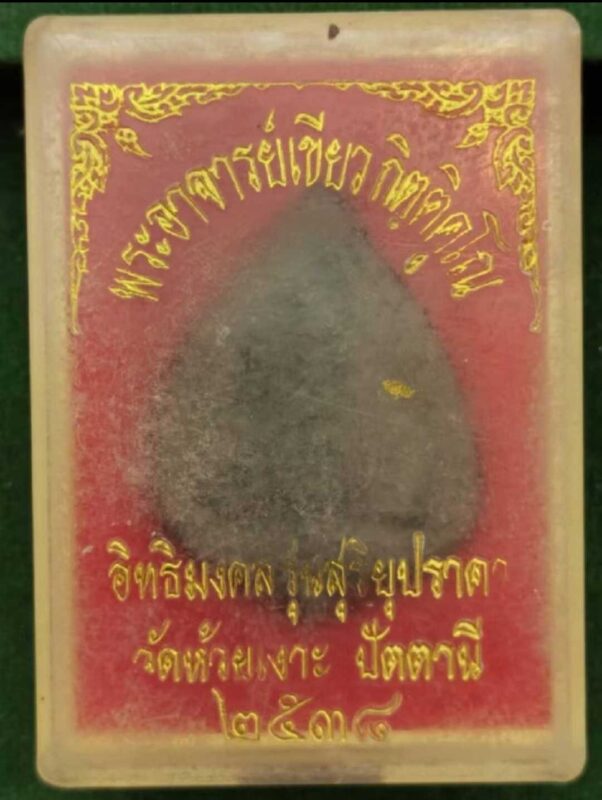 พระอาจารย์เขียว กิตฺติคุโณ
อิทธิมงคล รุ่นสุริยุปราคา
วัดห้วยเงาะ ปัตตานี
๒๕๓๘